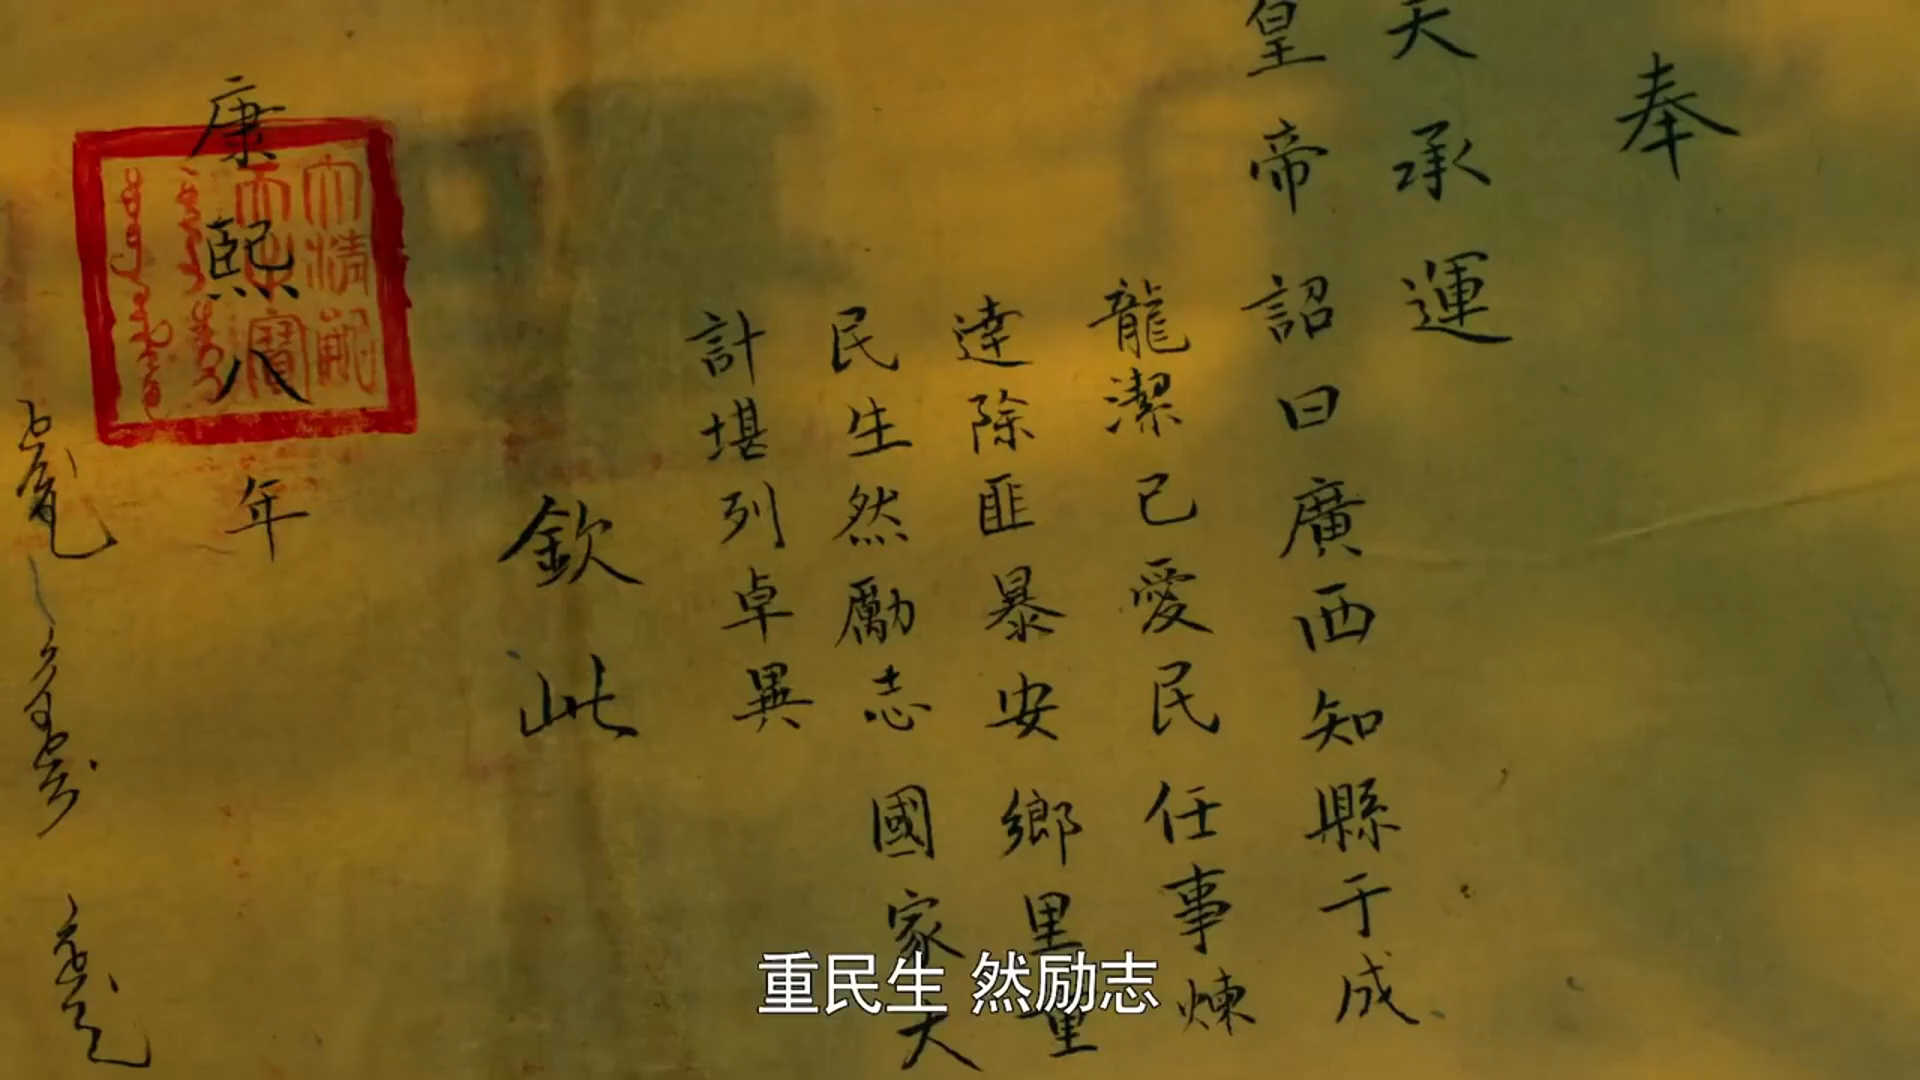 奉
天承運
皇帝詔曰廣西知縣于成
龍潔己愛民任事煉
達除匪暴安鄉里重
民生然勵志國家大
計堪列卓異
欽此
康熙八年
重民生 然励志